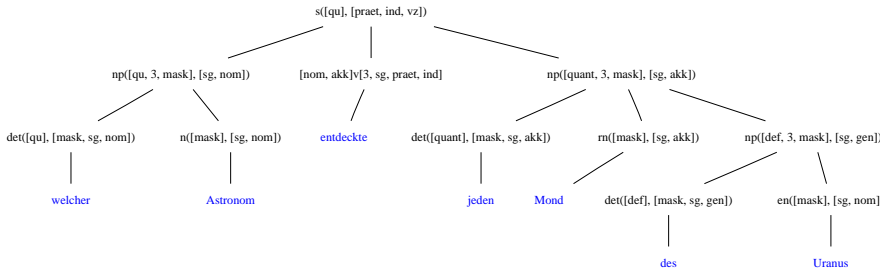 s([qu], [praet, ind, vz])
np([qu, 3, mask], [sg, nom]) [nom, akk]v[3, sg, praet, ind] np([quant, 3, mask], [sg, akk])
det([qu], [mask, sg, nom]) n([mask], [sg, nom]) entdeckte det([quant], [mask, sg, akk]) rn([mask], [sg, akk]) np([def, 3, mask], [sg, gen])
welcher Astronom jeden Mond det([def], [mask, sg, gen]) en([mask], [sg, nom]
des Uranus